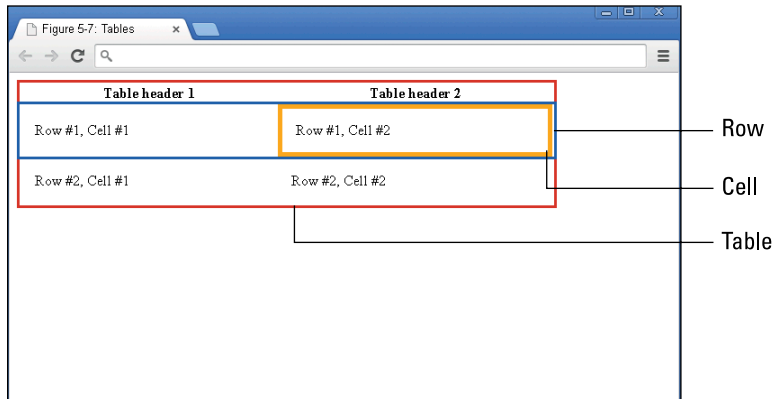 Figure 5-7: Tables
Table header 1 Table header 2
Row #1, Cell #1 Row #1, Cell #2
Row
Cell
Row #2, Cell #1 Row #2, Cell #2
Table